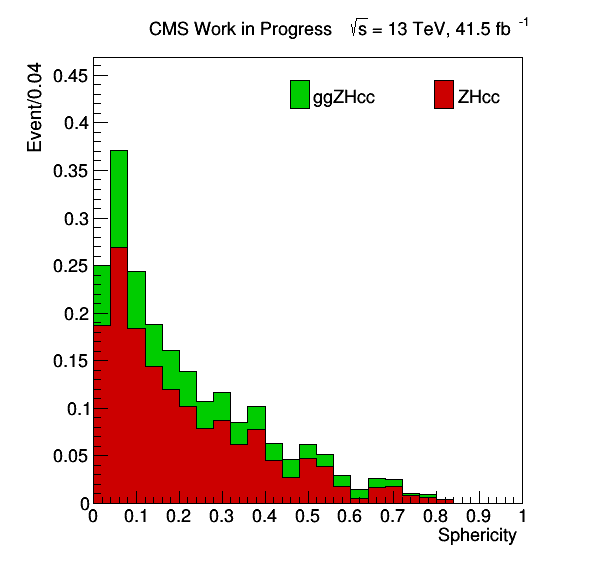 CMS Work in Progress √s = 13 TeV, 41.5 fb⁻¹
Event/0.04
ggZHcc ZHcc
0.45
0.4
0.35
0.3
0.25
0.2
0.15
0.1
0.05
0
0 0.1 0.2 0.3 0.4 0.5 0.6 0.7 0.8 0.9 1
Sphericity